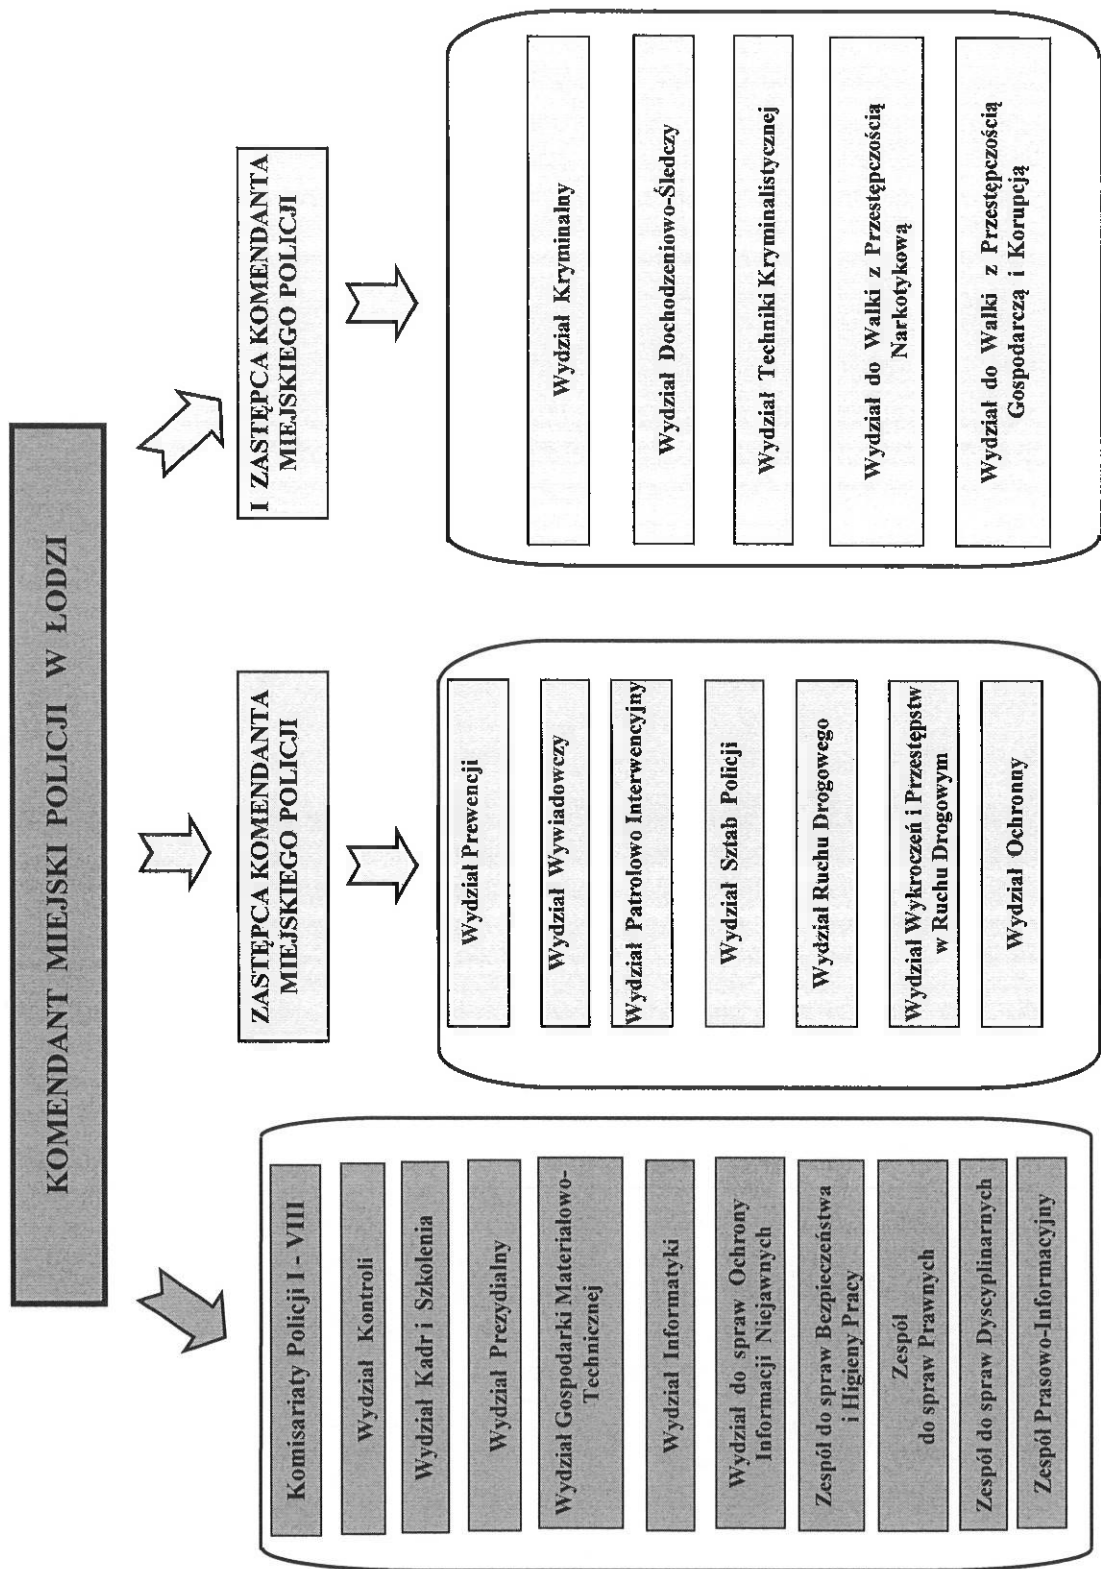 KOMENDANT MIEJSKI POLICJI W ŁODZI
Komisariaty Policji I - VIII
Wydział Kontroli
Wydział Kadr i Szkolenia
Wydział Prezydialny
Wydział Gospodarki Materiałowo-
Technicznej
Wydział Informatyki
Wydział do spraw Ochrony
Informacji Niejawnych
Zespół do spraw Bezpieczeństwa
i Higieny Pracy
Zespół
do spraw Prawnych
Zespół do spraw Dyscyplinarnych
Zespół Prasowo-Informacyjny
ZASTĘPCA KOMENDANTA
MIEJSKIEGO POLICJI
Wydział Prewencji
Wydział Wywiadowczy
Wydział Patrolowo Interwencyjny
Wydział Sztab Policji
Wydział Ruchu Drogowego
Wydział Wykroczeń i Przestępstw
w Ruchu Drogowym
Wydział Ochronny
I ZASTĘPCA KOMENDANTA
MIEJSKIEGO POLICJI
Wydział Kryminalny
Wydział Dochodzeniowo-Śledczy
Wydział Techniki Kryminalistycznej
Wydział do Walki z Przestępczością
Narkotykową
Wydział do Walki z Przestępczością
Gospodarczą i Korupcją